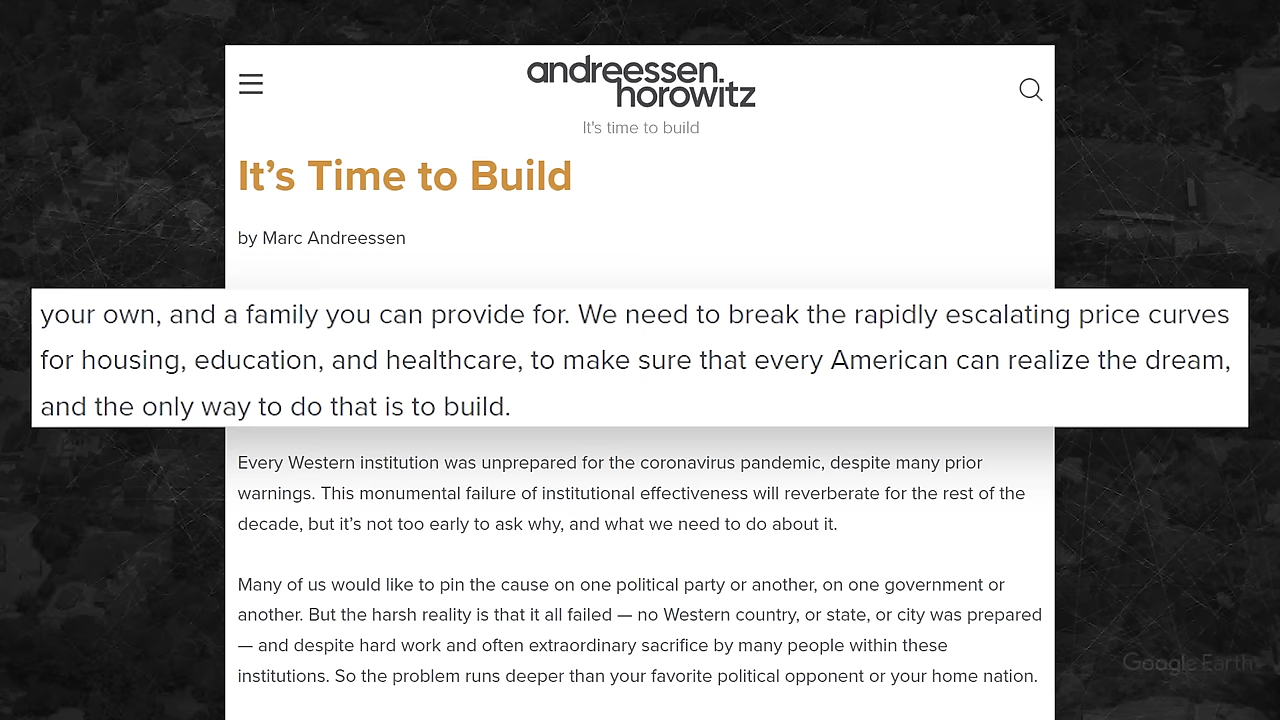 andreessen.
horowitz
It's time to build
It’s Time to Build
by Marc Andreessen
your own, and a family you can provide for. We need to break the rapidly escalating price curves
for housing, education, and healthcare, to make sure that every American can realize the dream,
and the only way to do that is to build.
Every Western institution was unprepared for the coronavirus pandemic, despite many prior
warnings. This monumental failure of institutional effectiveness will reverberate for the rest of the
decade, but it’s not too early to ask why, and what we need to do about it.
Many of us would like to pin the cause on one political party or another, on one government or
another. But the harsh reality is that it all failed — no Western country, or state, or city was prepared
— and despite hard work and often extraordinary sacrifice by many people within these
institutions. So the problem runs deeper than your favorite political opponent or your home nation.
Google Earth